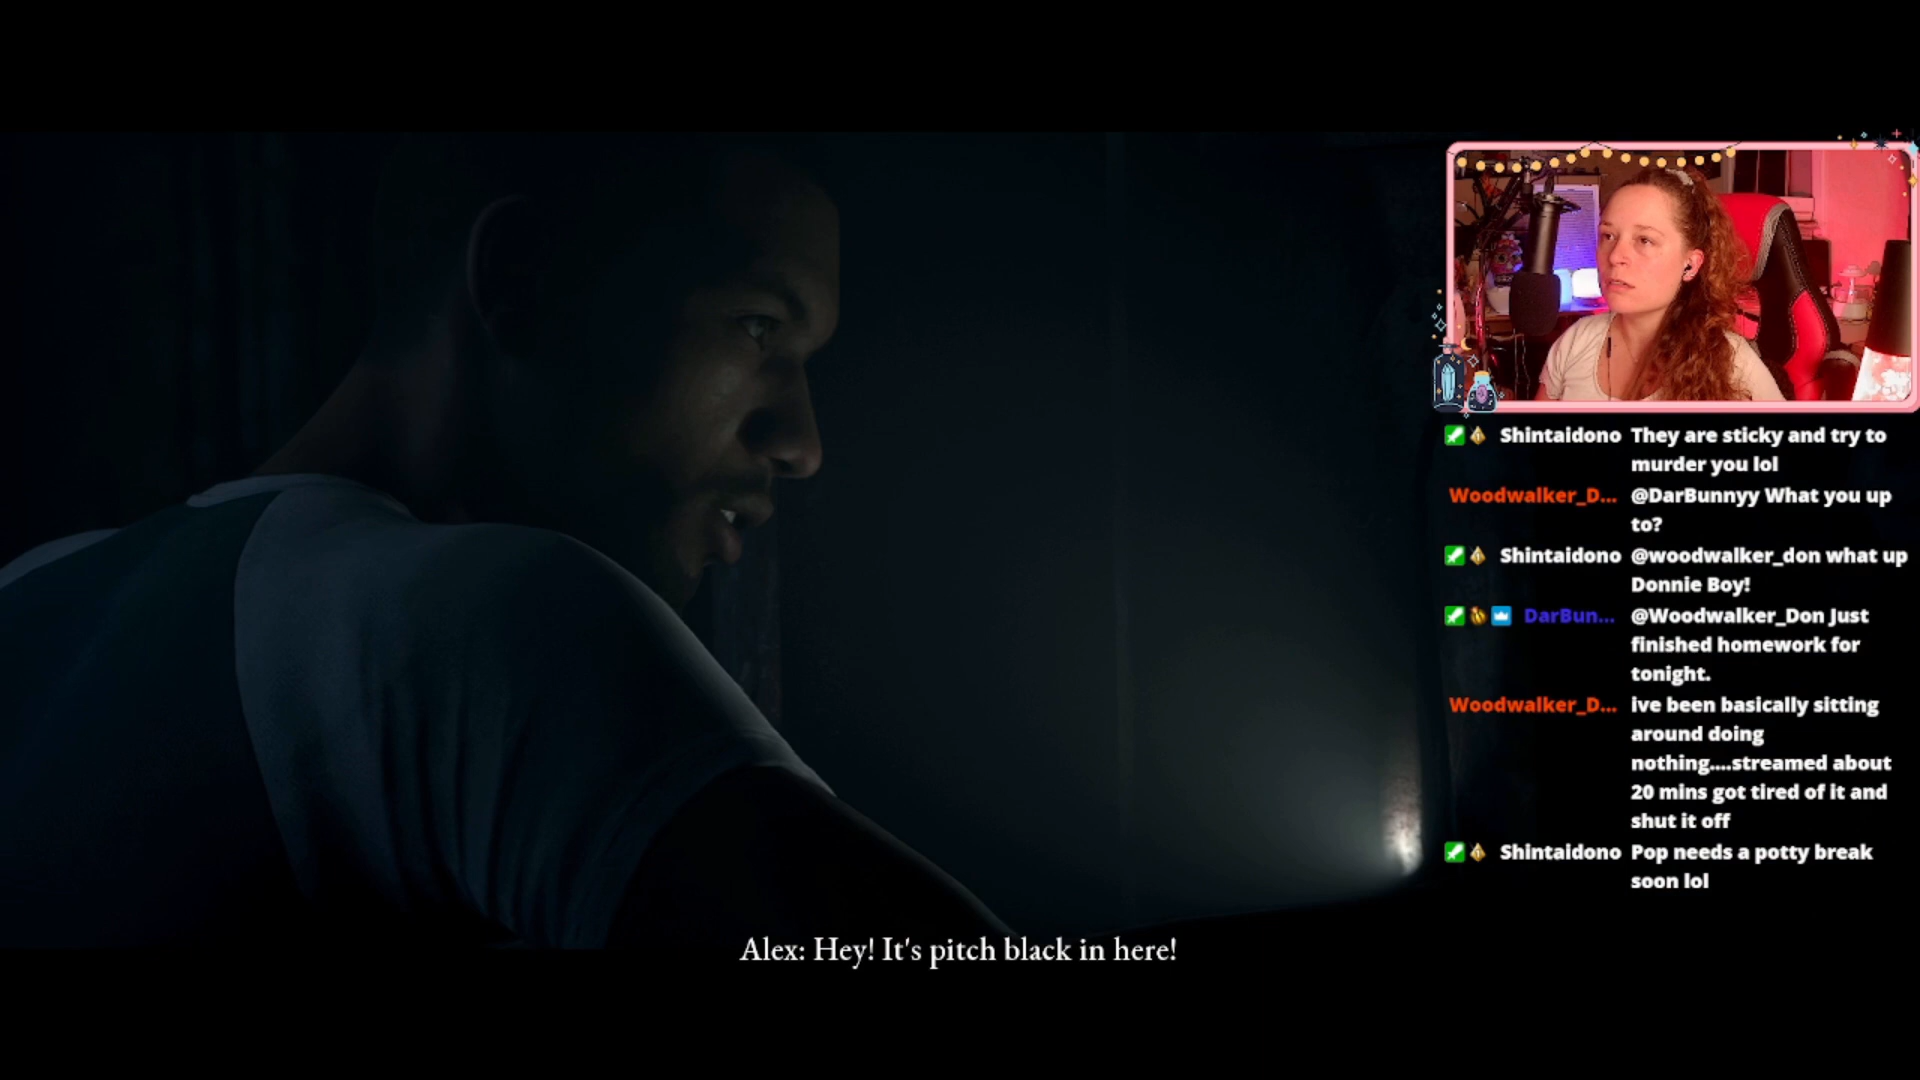 Shintaidono They are sticky and try to
murder you lol
Woodwalker_D... @DarBunnyy What you up
to?
Shintaidono @woodwalker_don what up
Donnie Boy!
DarBun... @Woodwalker_Don Just
finished homework for
tonight.
Woodwalker_D... ive been basically sitting
around doing
nothing....streamed about
20 mins got tired of it and
shut it off
Shintaidono Pop needs a potty break
soon lol
Alex: Hey! It's pitch black in here!